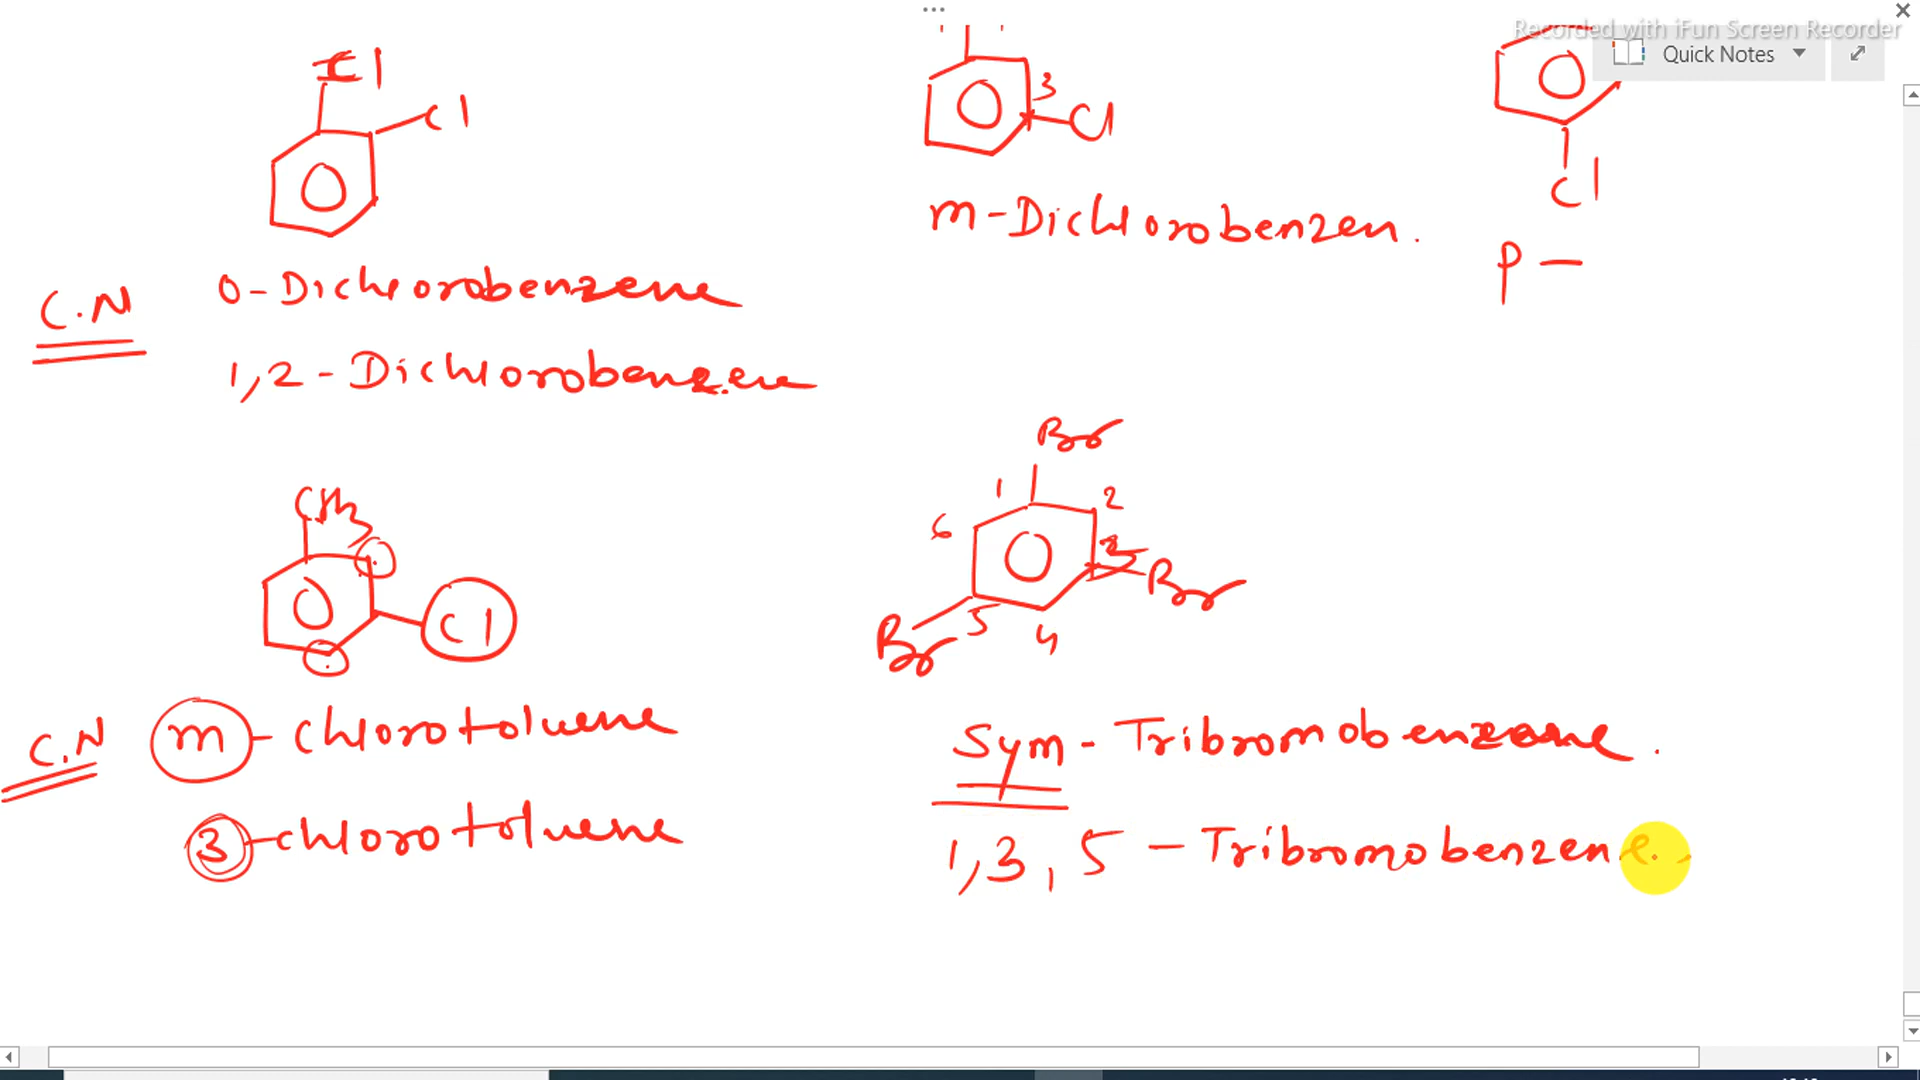 Recorded with iFun Screen Recorder
Quick Notes
Cl
Cl
3
Cl
Cl
m-Dichlorobenzen.
p —
C.N
o-Dichlorobenzene
1,2-Dichlorobenzene
Br
1
2
6
3
Br
5
4
Br
CH3
Cl
C.N
m-chlorotoluene
Sym-Tribromobenzene.
3-chlorotoluene
1,3,5-Tribromobenzene.